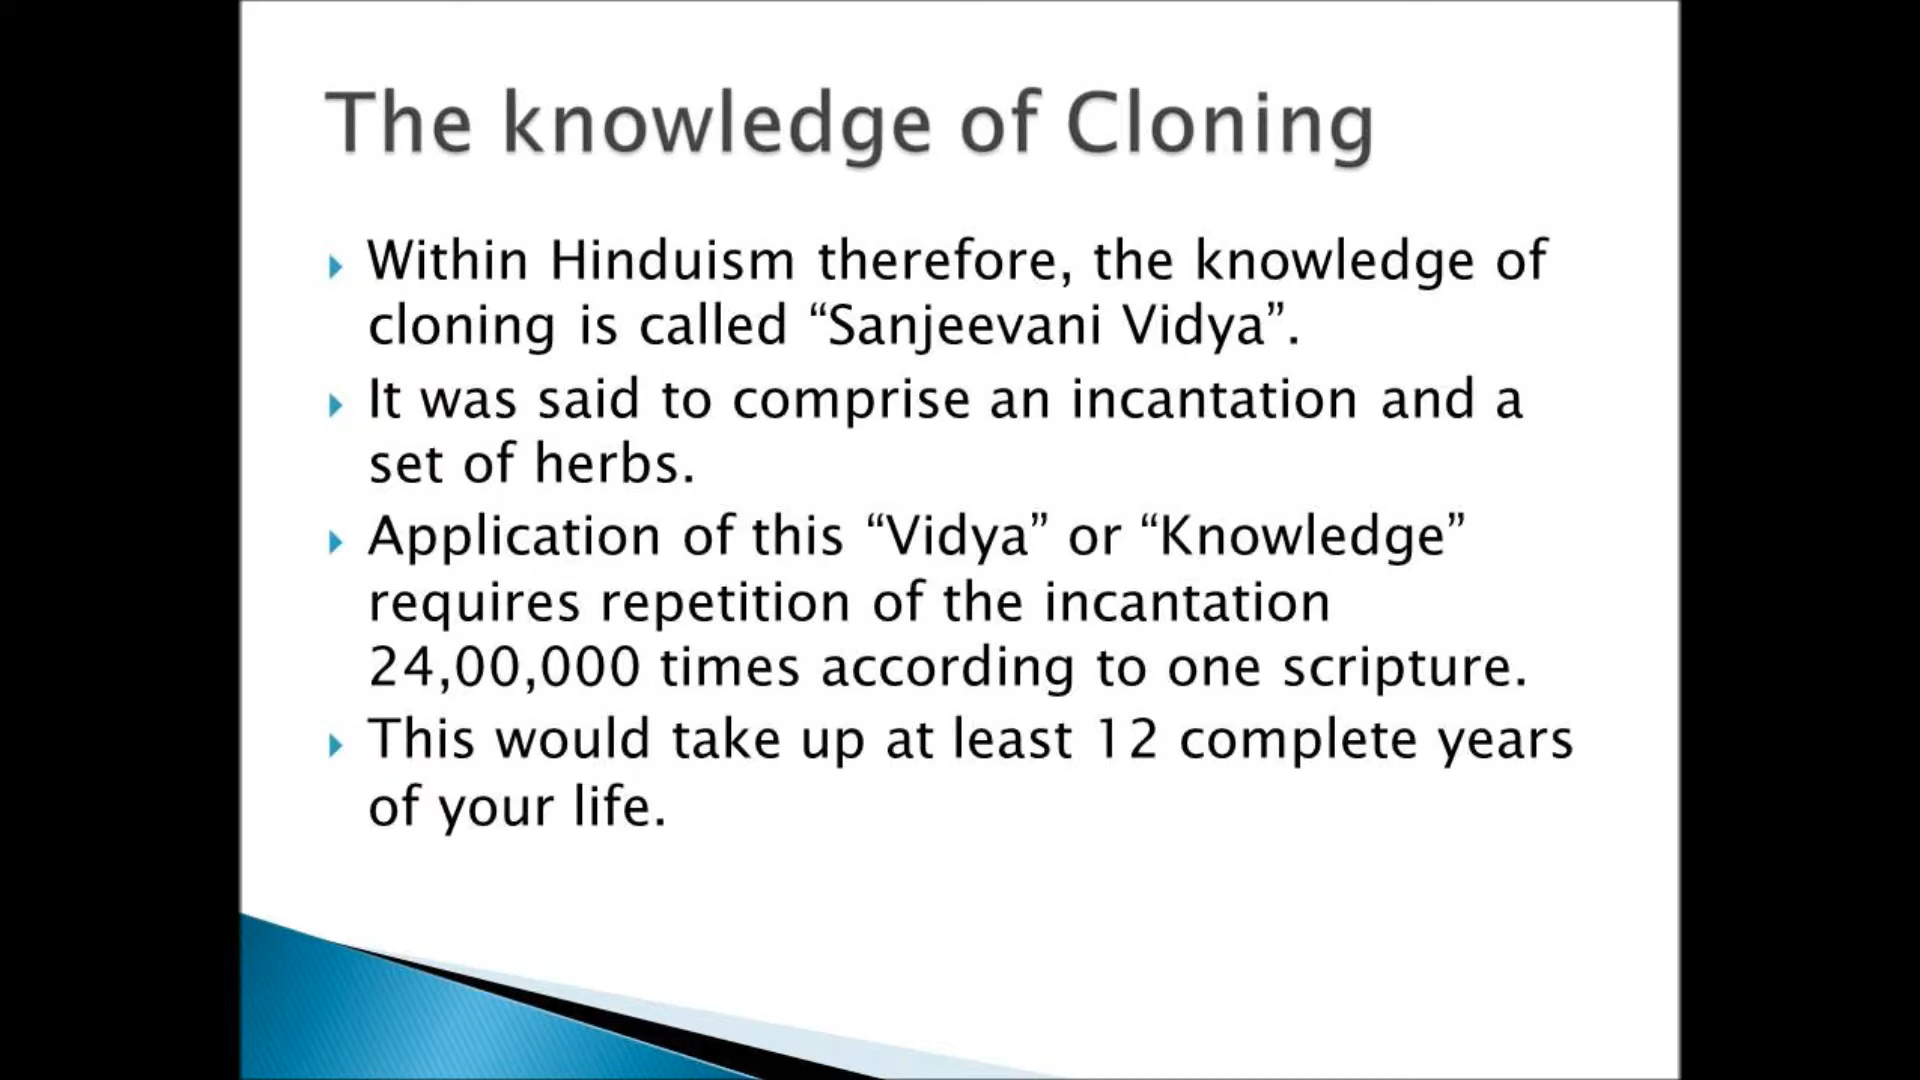 The knowledge of Cloning
Within Hinduism therefore, the knowledge of
cloning is called “Sanjeevani Vidya”.
It was said to comprise an incantation and a
set of herbs.
Application of this “Vidya” or “Knowledge”
requires repetition of the incantation
24,00,000 times according to one scripture.
This would take up at least 12 complete years
of your life.